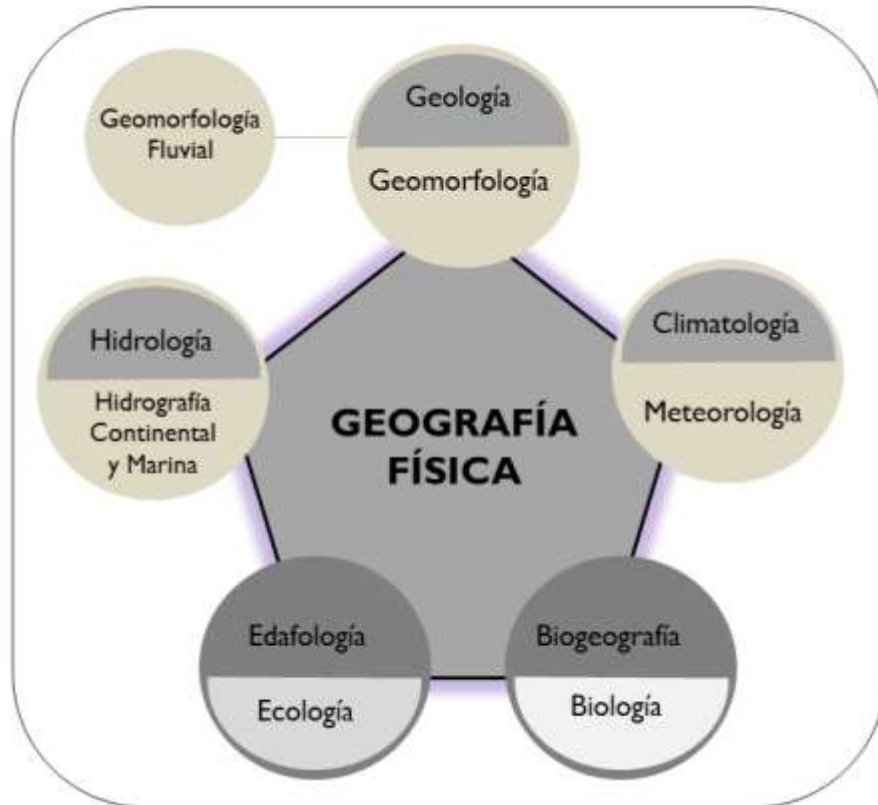 Geología
Geomorfología
Fluvial
Geomorfología
Climatología
Hidrología
Meteorología
Hidrografía
Continental
y Marina
GEOGRAFÍA
FÍSICA
Edafología
Ecología
Biogeografía
Biología